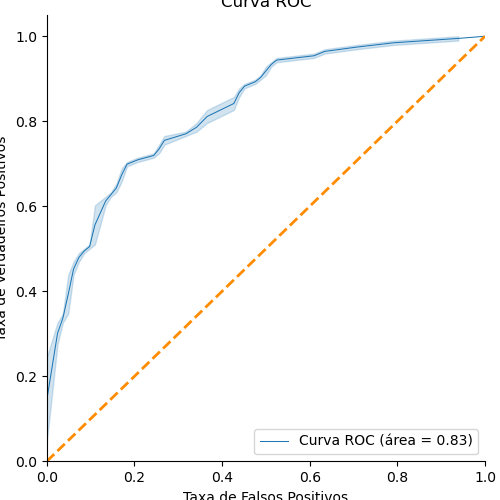 Curva ROC
Taxa de Verdadeiros Positivos
1.0
0.8
0.6
0.4
0.2
0.0
Curva ROC (área = 0.83)
0.0 0.2 0.4 0.6 0.8 1.0
Taxa de Falsos Positivos